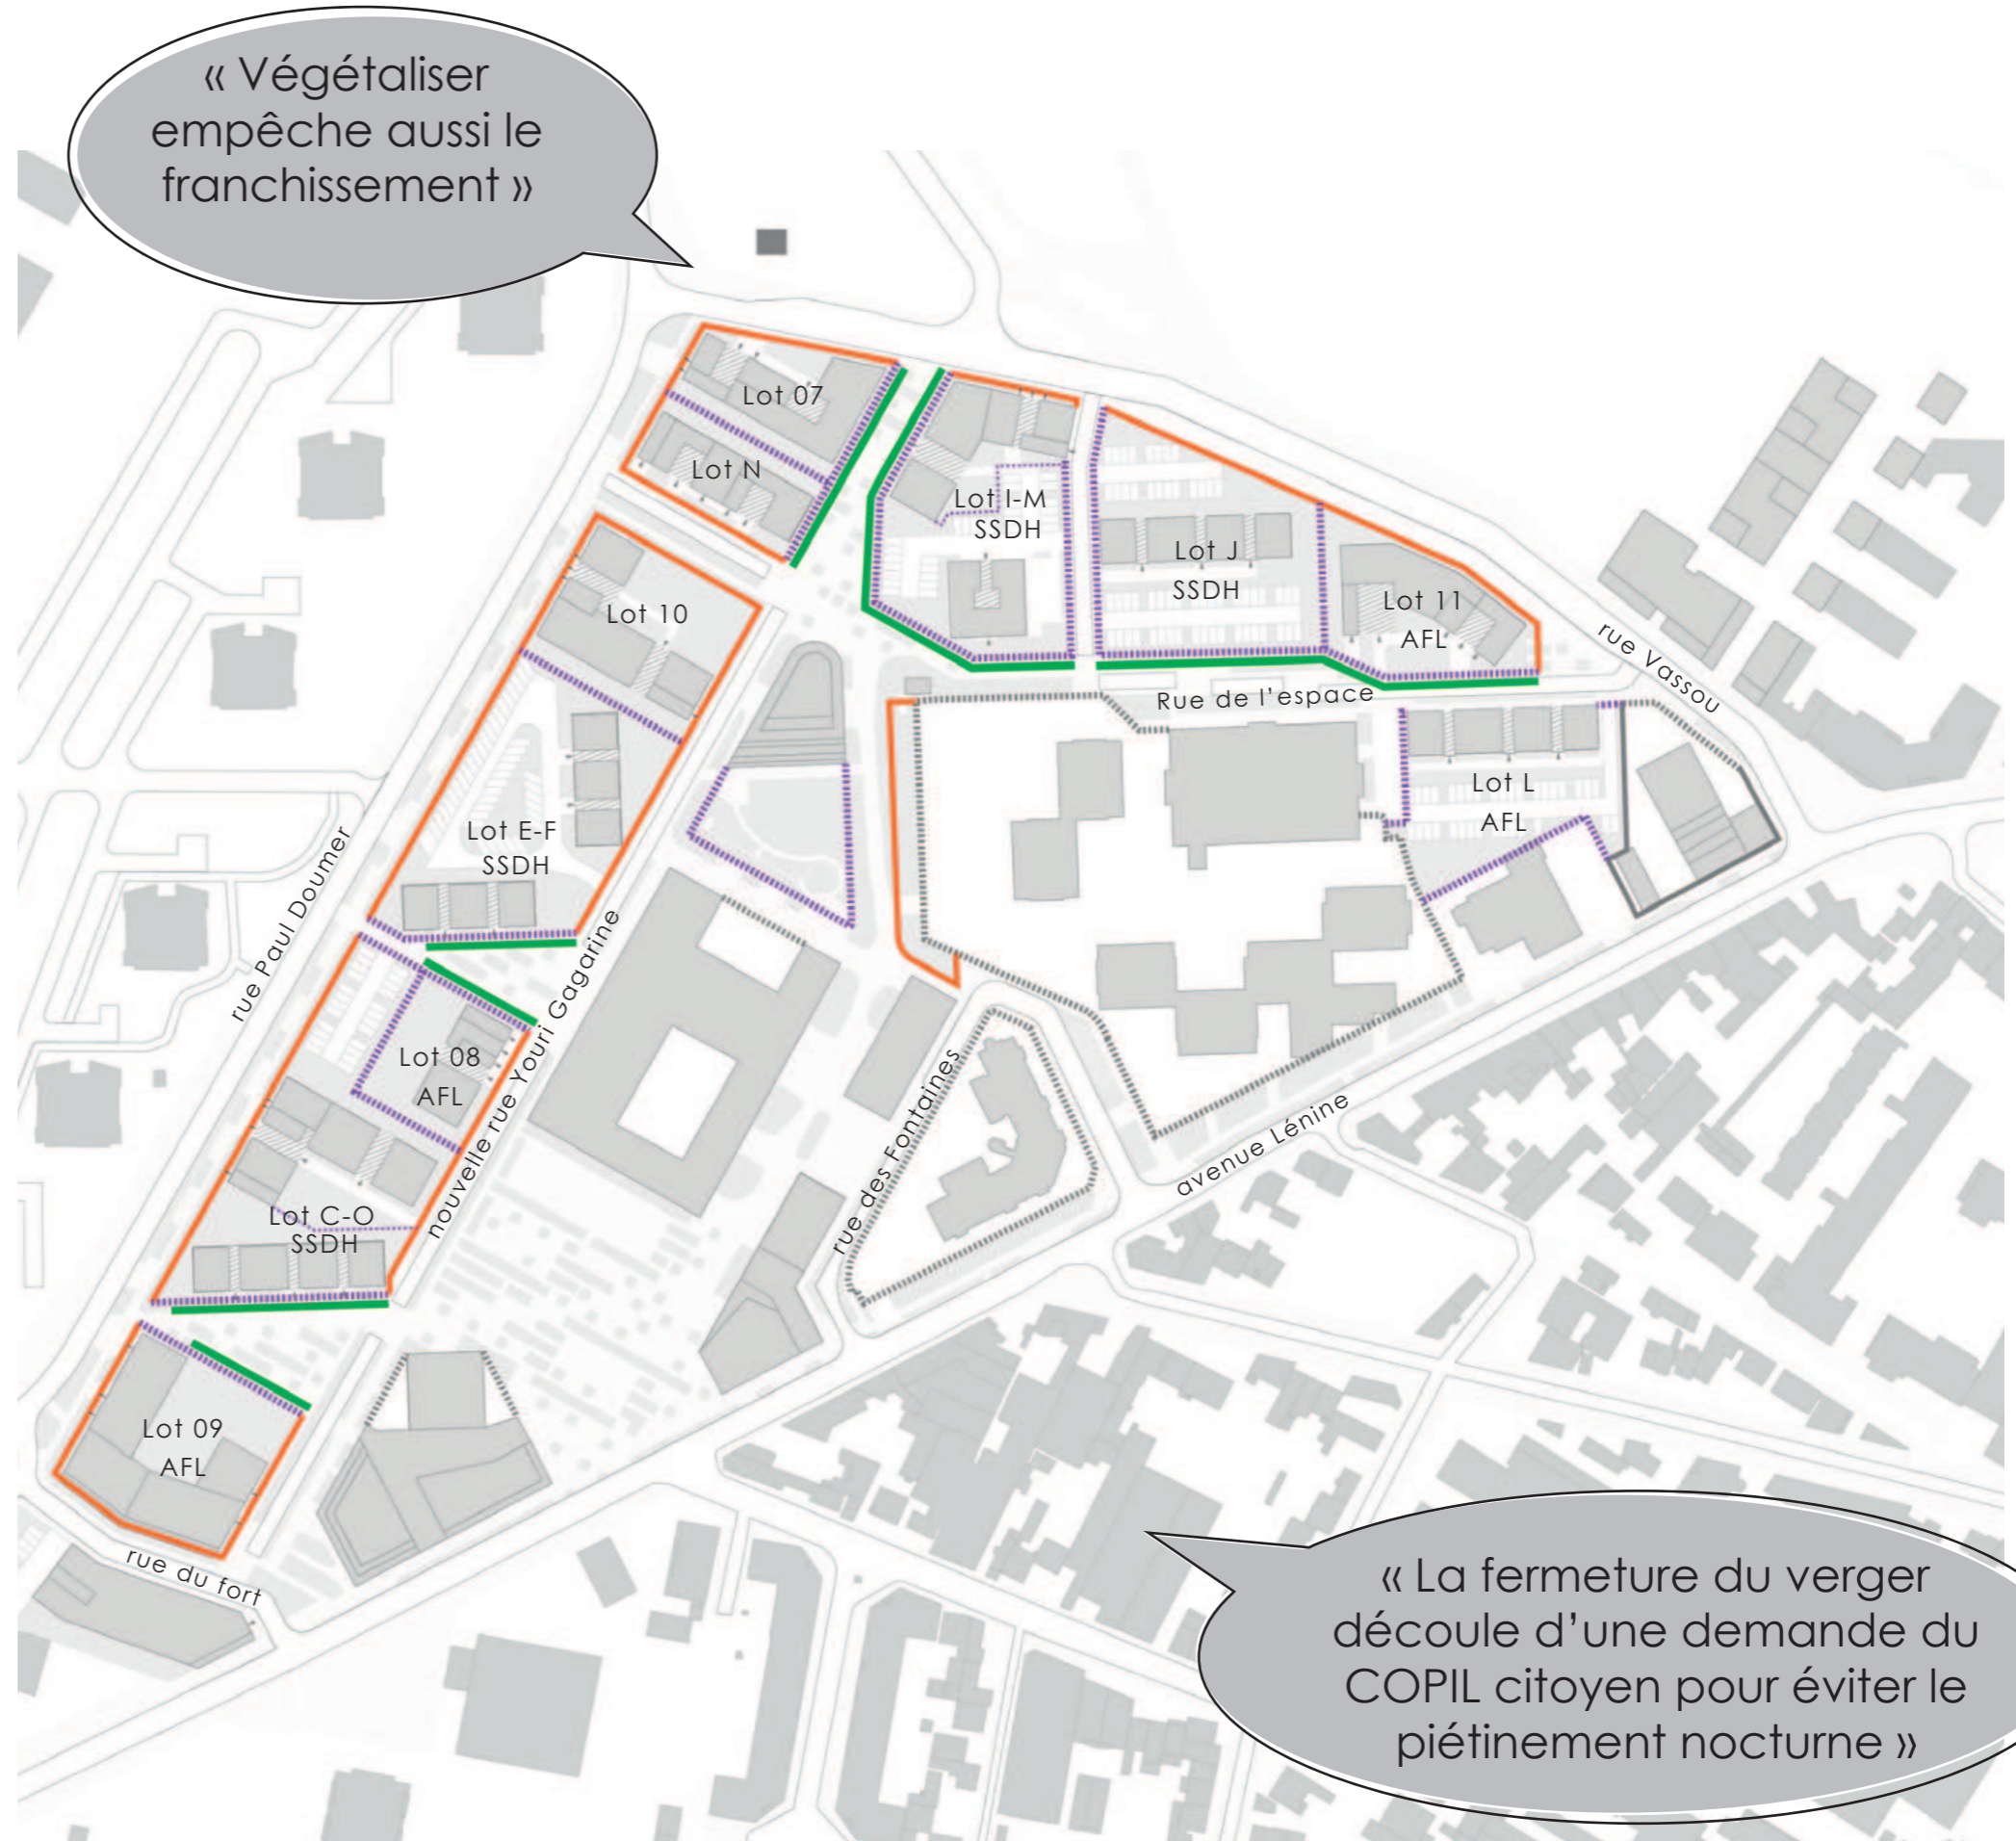 « Végétaliser
empêche aussi le
franchissement »
Lot 07
Lot N
Lot I-M
SSDH
Lot J
SSDH
Lot 10
Lot 11
AFL
rue Vassou
Rue de l'espace
Lot L
AFL
Lot E-F
SSDH
rue Paul Doumer
nouvelle rue Youri Gagarine
Lot 08
AFL
rue des Fontaines
avenue Lénine
Lot C-O
SSDH
Lot 09
AFL
rue du fort
« La fermeture du verger
découle d'une demande du
COPIL citoyen pour éviter le
piétinement nocturne »